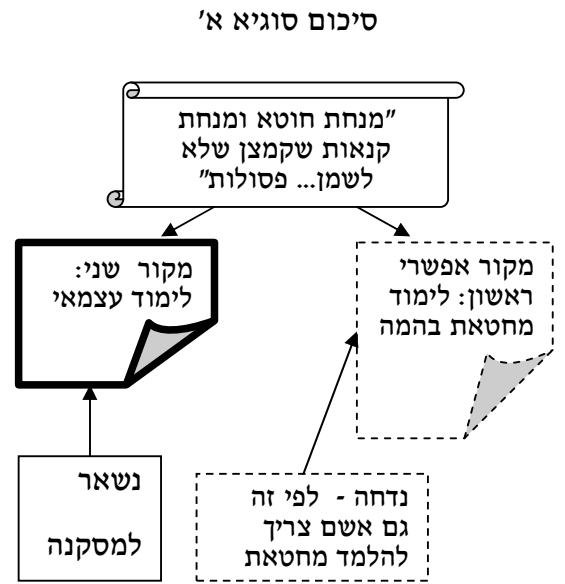 סיכום סוגיא א'
"מנחת חוטא ומנחת
קנאות שקמצן שלא
לשמן... פסולות"
מקור אפשרי
ראשון: לימוד
מחטאת בהמה
מקור שני:
לימוד עצמאי
נדחה - לפי זה
גם אשם צריך
להלמד מחטאת
נשאר
למסקנה